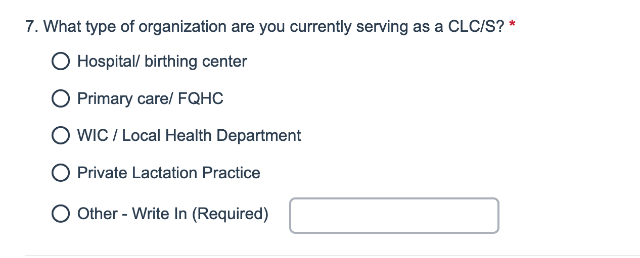 7. What type of organization are you currently serving as a CLC/S? *
Hospital/ birthing center
Primary care/ FQHC
WIC / Local Health Department
Private Lactation Practice
Other - Write In (Required)